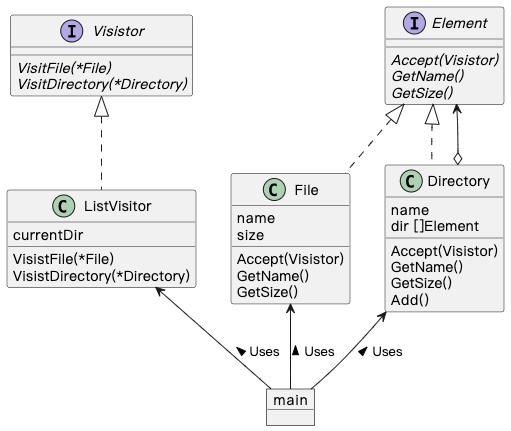 I Visistor
VisitFile(*File)
VisitDirectory(*Directory)
I Element
Accept(Visistor)
GetName()
GetSize()
C ListVisitor
currentDir
VisistFile(*File)
VisistDirectory(*Directory)
C File
name
size
Accept(Visistor)
GetName()
GetSize()
C Directory
name
dir []Element
Accept(Visistor)
GetName()
GetSize()
Add()
Uses
Uses
Uses
main